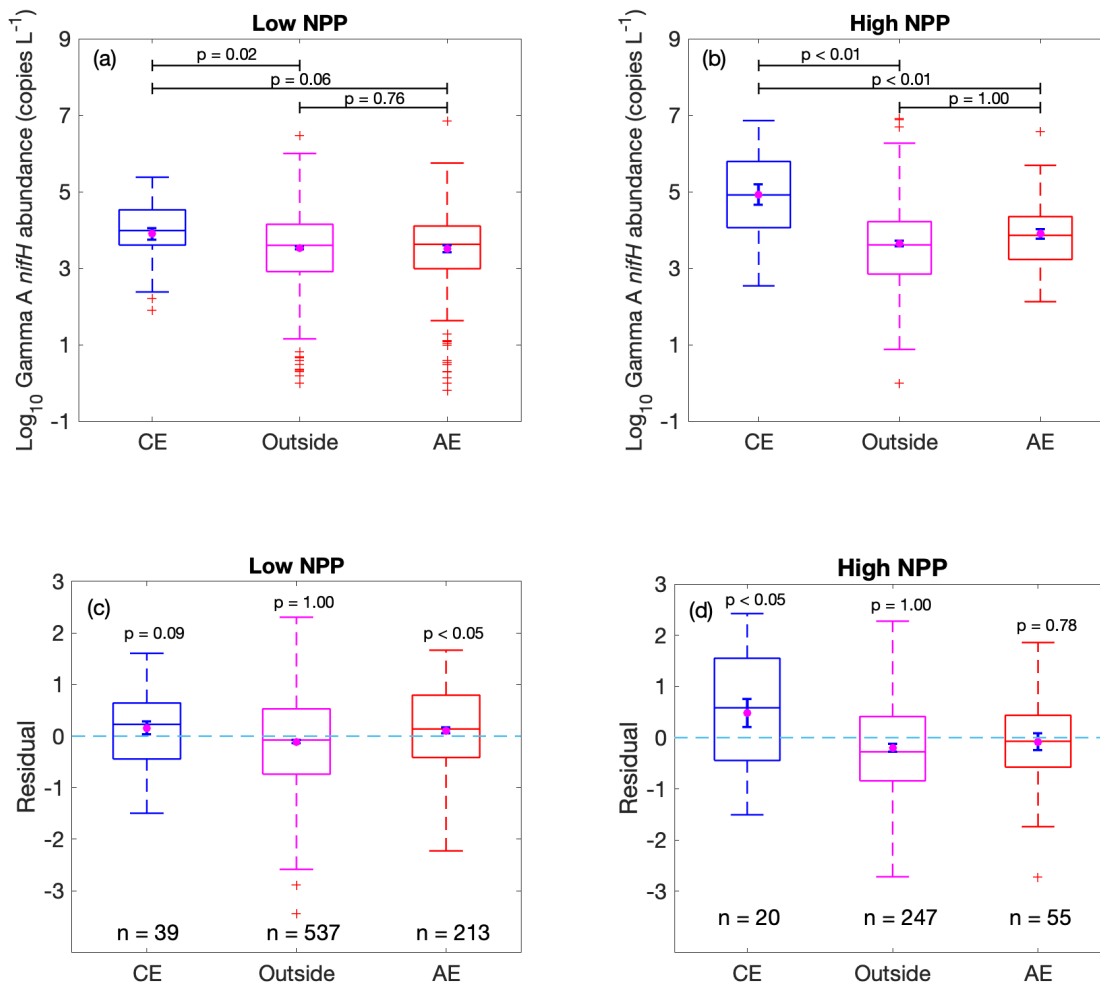 Low NPP
(a)
p = 0.02
p = 0.06
p = 0.76
Log10 Gamma A nifH abundance (copies L-1)
9
7
5
3
1
-1
CE
Outside
AE
High NPP
(b)
p < 0.01
p < 0.01
p = 1.00
Log10 Gamma A nifH abundance (copies L-1)
9
7
5
3
1
-1
CE
Outside
AE
Low NPP
(c)
p = 0.09
p = 1.00
p < 0.05
Residual
3
2
1
0
-1
-2
-3
n = 39
n = 537
n = 213
CE
Outside
AE
High NPP
(d)
p < 0.05
p = 1.00
p = 0.78
Residual
3
2
1
0
-1
-2
-3
n = 20
n = 247
n = 55
CE
Outside
AE